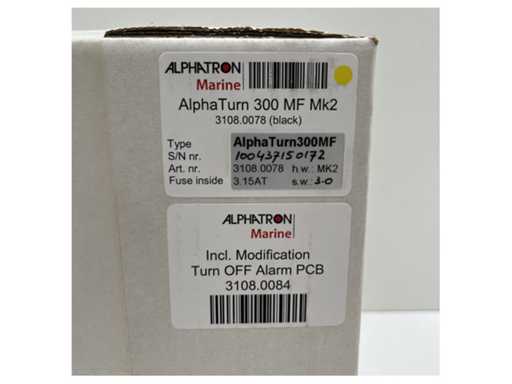 ALPHATRON
Marine
AlphaTurn 300 MF Mk2
3108.0078 (black)
Type AlphaTurn300MF
S/N nr. 100437150172
Art. nr. 3108.0078 h.w.: MK2
Fuse inside 3.15AT s.w.: 3.0
ALPHATRON
Marine
Incl. Modification
Turn OFF Alarm PCB
3108.0084